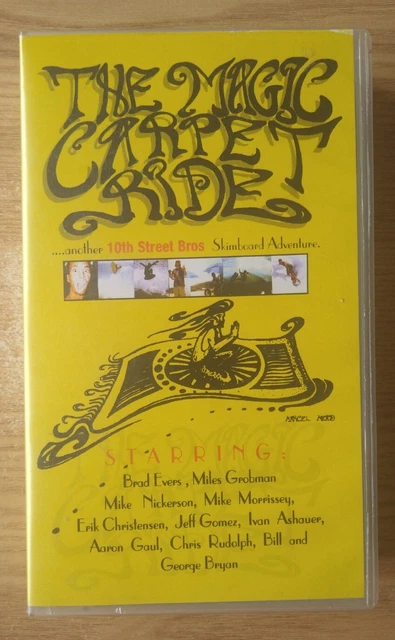 THE MAGIC
CARPET
RIDE
....another 10th Street Bros Skimboard Adventure.
STARRING:
Brad Evers , Miles Grobman
Mike Nickerson, Mike Morrissey,
Erik Christensen, Jeff Gomez, Ivan Ashauer,
Aaron Gaul, Chris Rudolph, Bill and
George Bryan